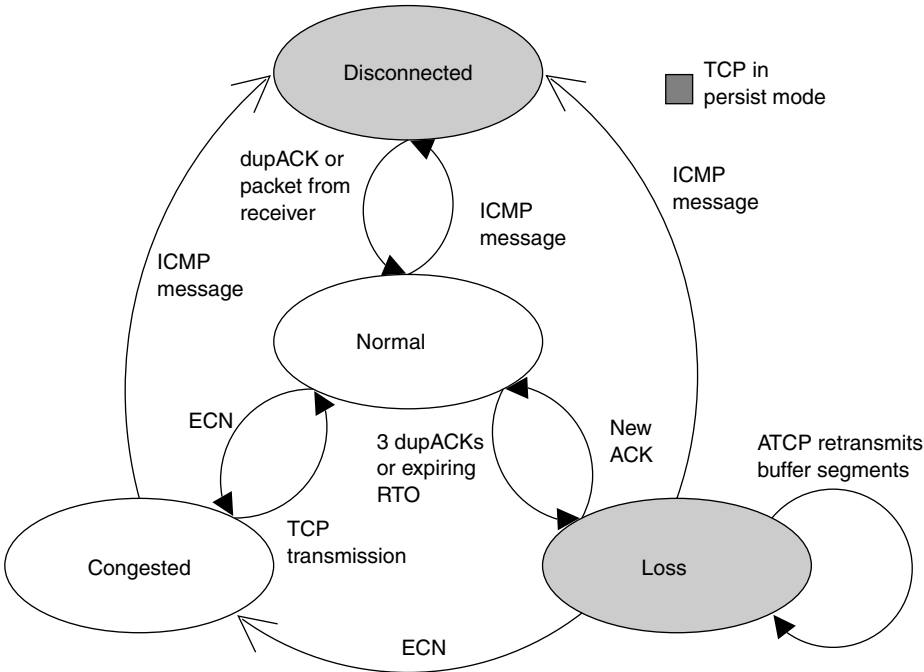 Disconnected
TCP in
persist mode
dupACK or
packet from
receiver
ICMP
message
ICMP
message
ICMP
message
Normal
ECN
3 dupACKs
or expiring
RTO
New
ACK
ATCP retransmits
buffer segments
TCP
transmission
Congested
Loss
ECN